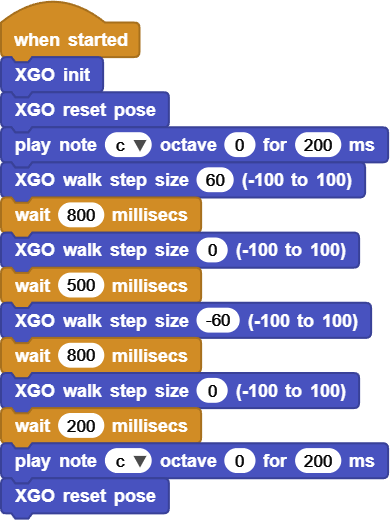 when started
XGO init
XGO reset pose
play note c octave 0 for 200 ms
XGO walk step size 60 (-100 to 100)
wait 800 millisecs
XGO walk step size 0 (-100 to 100)
wait 500 millisecs
XGO walk step size -60 (-100 to 100)
wait 800 millisecs
XGO walk step size 0 (-100 to 100)
wait 200 millisecs
play note c octave 0 for 200 ms
XGO reset pose